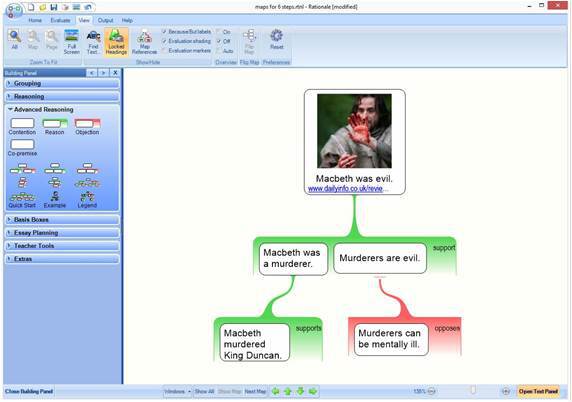 maps for 6 steps.rtnl - Rationale [modified]
Home Evaluate View Output Help
All Map Page Full Screen
Find Text... Locked Headings Map References
Because/But labels
Evaluation shading
Evaluation markers
On
Off
Auto
Flip Map
Reset
Zoom To Fit Show/Hide Overview Flip Map Preferences
Building Panel < > X
Grouping
Reasoning
Advanced Reasoning
Contention Reason Objection
Co-premise
Quick Start Example Legend
Basis Boxes
Essay Planning
Teacher Tools
Extras
Macbeth was evil.
www.dailyinfo.co.uk/reve...
Macbeth was
a murderer.
Murderers are evil.
support
Macbeth
murdered
King Duncan.
supports
Murderers can
be mentally ill.
opposes
Close Building Panel Windows Show All Show Map Next Map 135% Open Text Panel